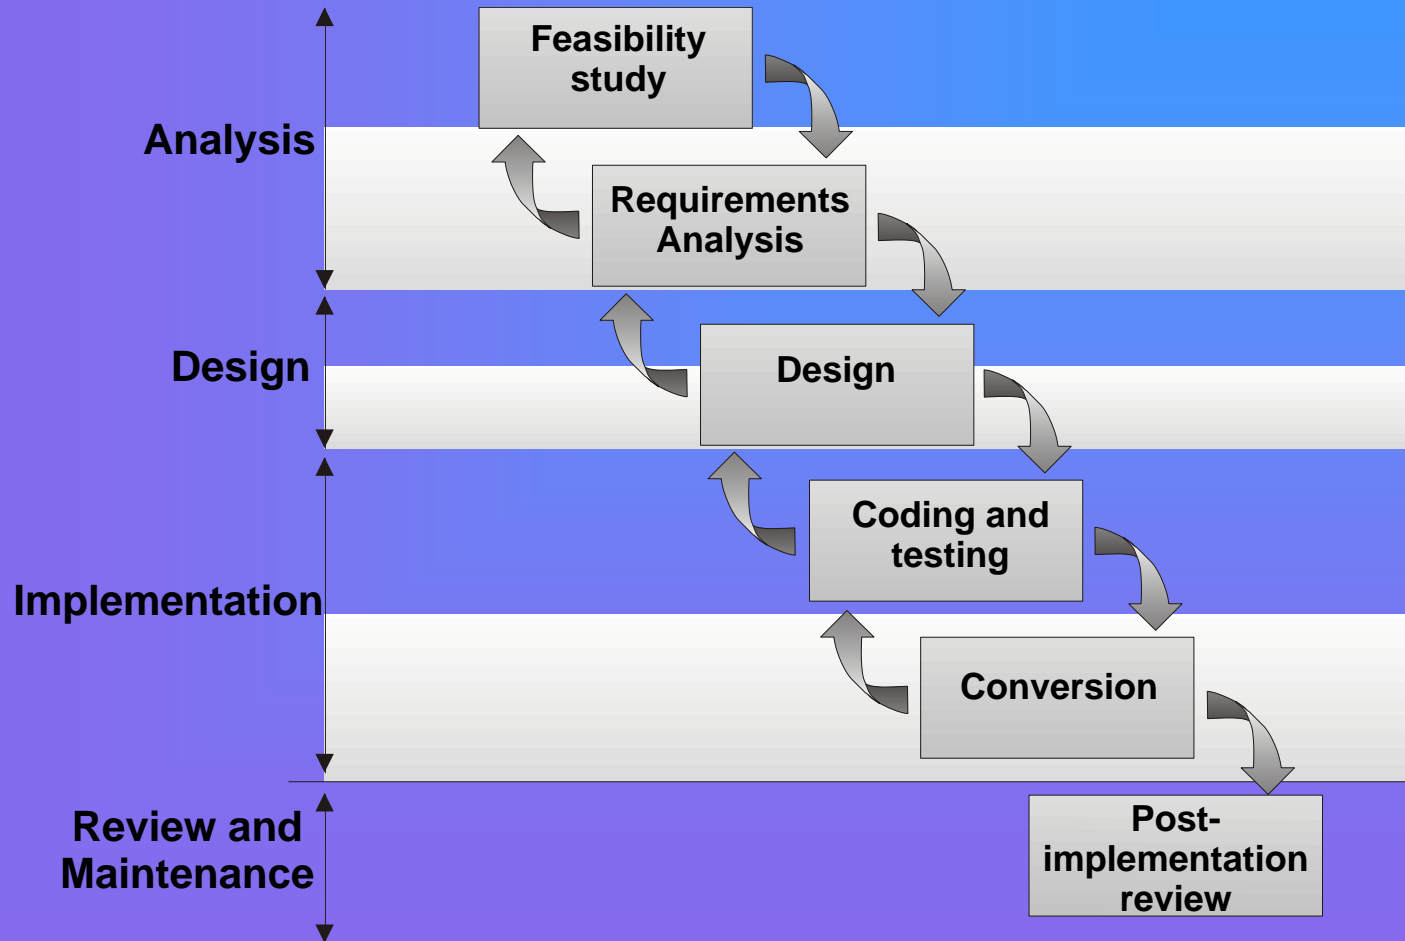 Feasibility
study
Analysis
Requirements
Analysis
Design
Design
Coding and
testing
Implementation
Conversion
Review and
Maintenance
Post-
implementation
review